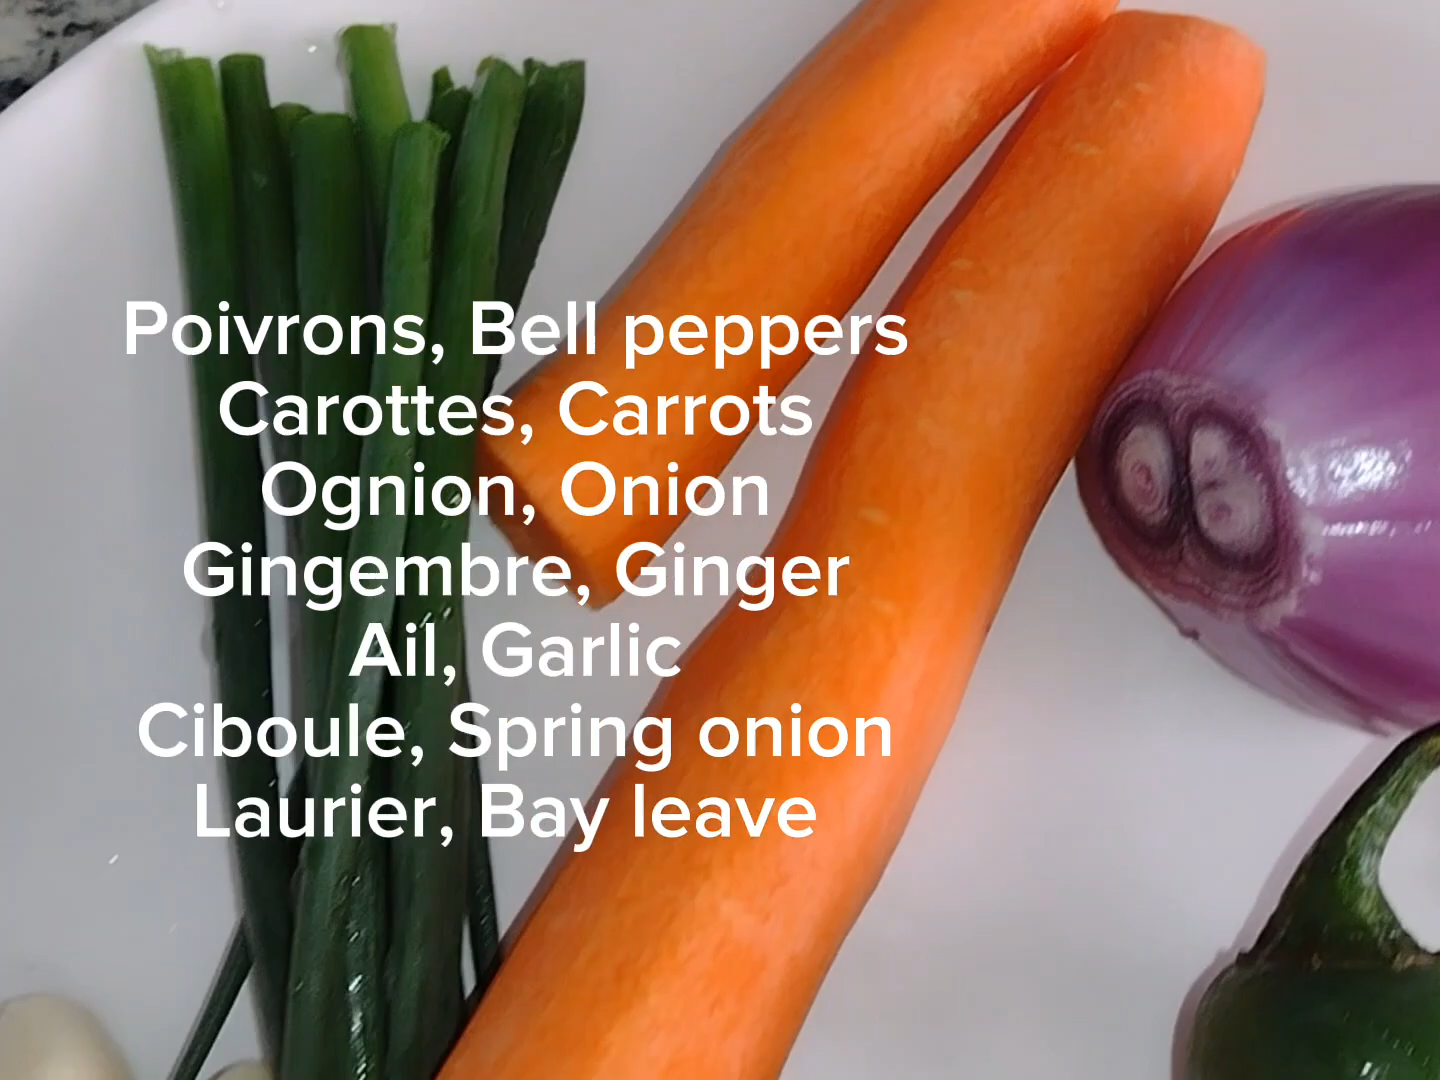 Poivrons, Bell peppers
Carottes, Carrots
Ognion, Onion
Gingembre, Ginger
Ail, Garlic
Ciboule, Spring onion
Laurier, Bay leave